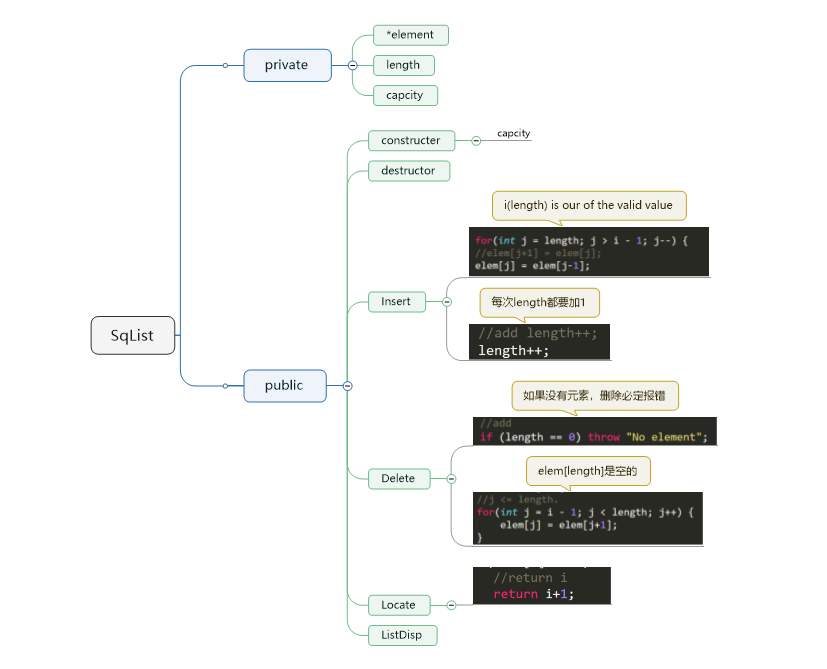 SqList
private
*element
length
capcity
public
constructer
capcity
destructor
Insert
i(length) is our of the valid value
for(int j = length; j > i - 1; j--) {
//elem[j+1] = elem[j];
elem[j] = elem[j-1];
每次length都要加1
//add length++;
length++;
Delete
如果没有元素，删除必定报错
//add
if (length == 0) throw "No element";
elem[length]是空的
//j <= length.
for(int j = i - 1; j < length; j++) {
elem[j] = elem[j+1];
}
Locate
//return i
return i+1;
ListDisp